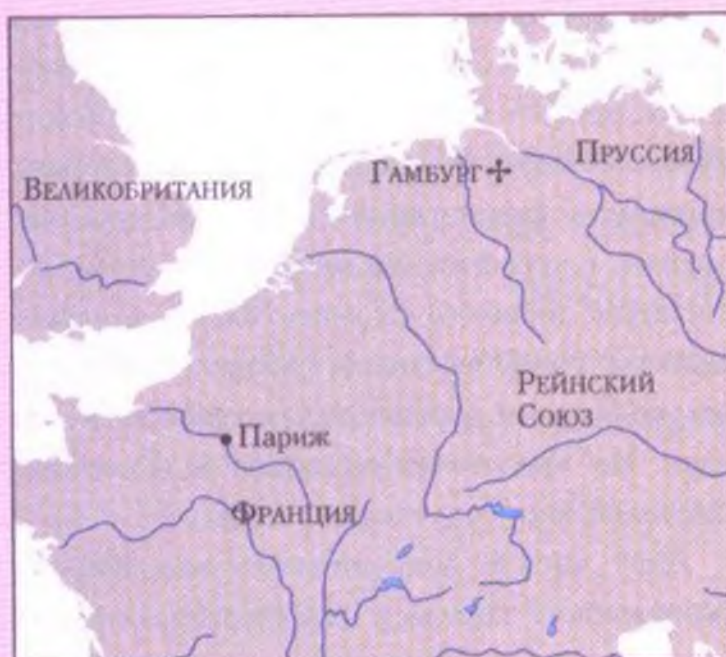 Пруссия
Гамбург
Великобритания
Рейнский
Союз
Париж
Франция